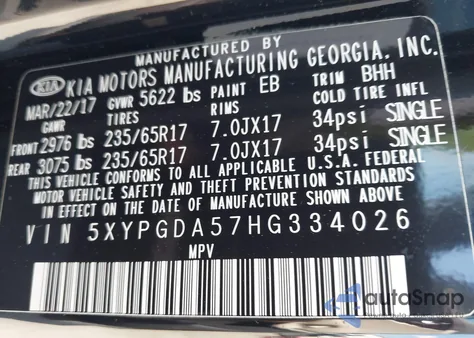 MANUFACTURED BY
KIA KIA MOTORS MANUFACTURING GEORGIA, INC.
MAR/22/17 GVWR 5622 lbs PAINT EB TRIM BHH
GAWR TIRES RIMS COLD TIRE INFL
FRONT 2976 lbs 235/65R17 7.0JX17 34psi SINGLE
REAR 3075 lbs 235/65R17 7.0JX17 34psi SINGLE
THIS VEHICLE CONFORMS TO ALL APPLICABLE U.S.A. FEDERAL
MOTOR VEHICLE SAFETY AND THEFT PREVENTION STANDARDS
IN EFFECT ON THE DATE OF MANUFACTURE SHOWN ABOVE.
VIN 5XYPGDA57HG334026
MPV
autoSnap